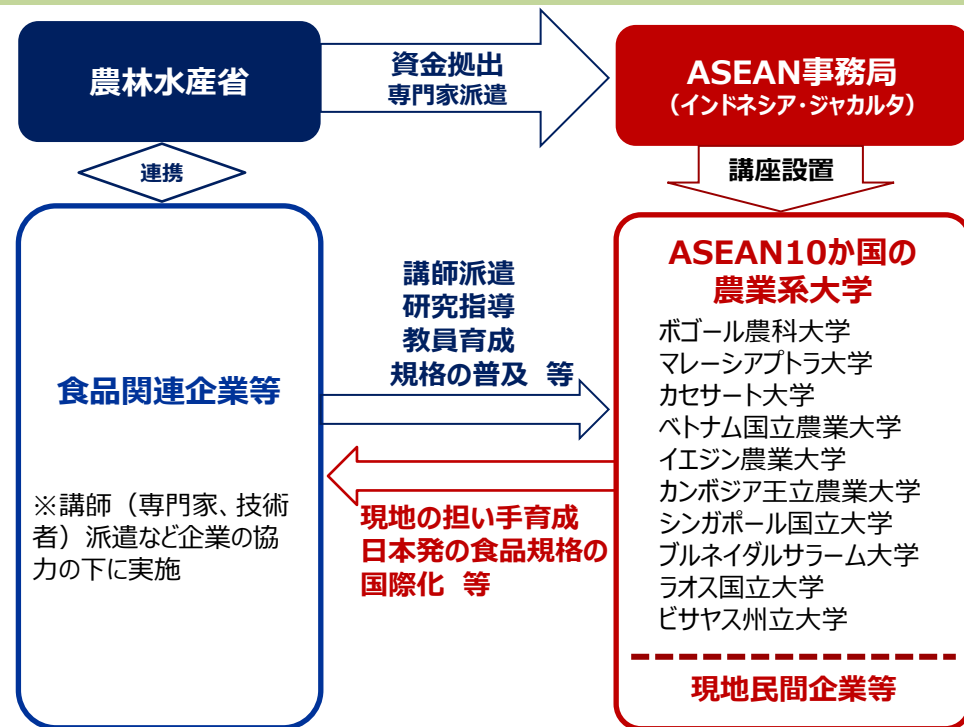 農林水産省
資金拠出
専門家派遣
ASEAN事務局
（インドネシア・ジャカルタ）
連携
講座設置
食品関連企業等
※講師（専門家、技術
者）派遣など企業の協
力の下に実施
講師派遣
研究指導
教員育成
規格の普及 等
現地の担い手育成
日本発の食品規格の
国際化 等
ASEAN10か国の
農業系大学
ボゴール農科大学
マレーシアプトラ大学
カセサート大学
ベトナム国立農業大学
イエジン農業大学
カンボジア王立農業大学
シンガポール国立大学
ブルネイダルサラーム大学
ラオス国立大学
ビサヤス州立大学
現地民間企業等